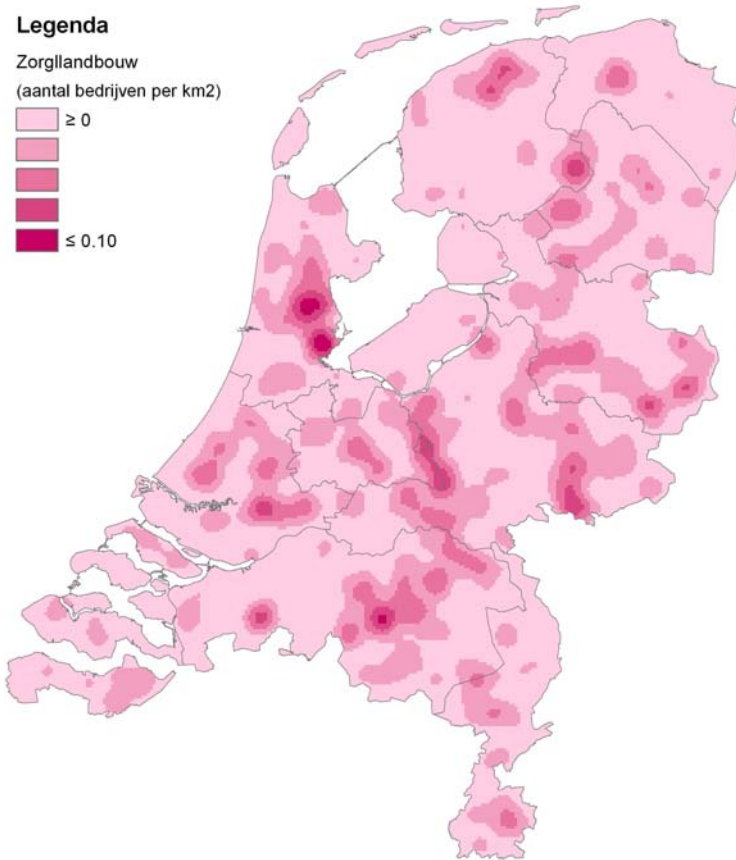 Legenda
Zorgllandbouw
(aantal bedrijven per km2)
≥ 0
≤ 0.10